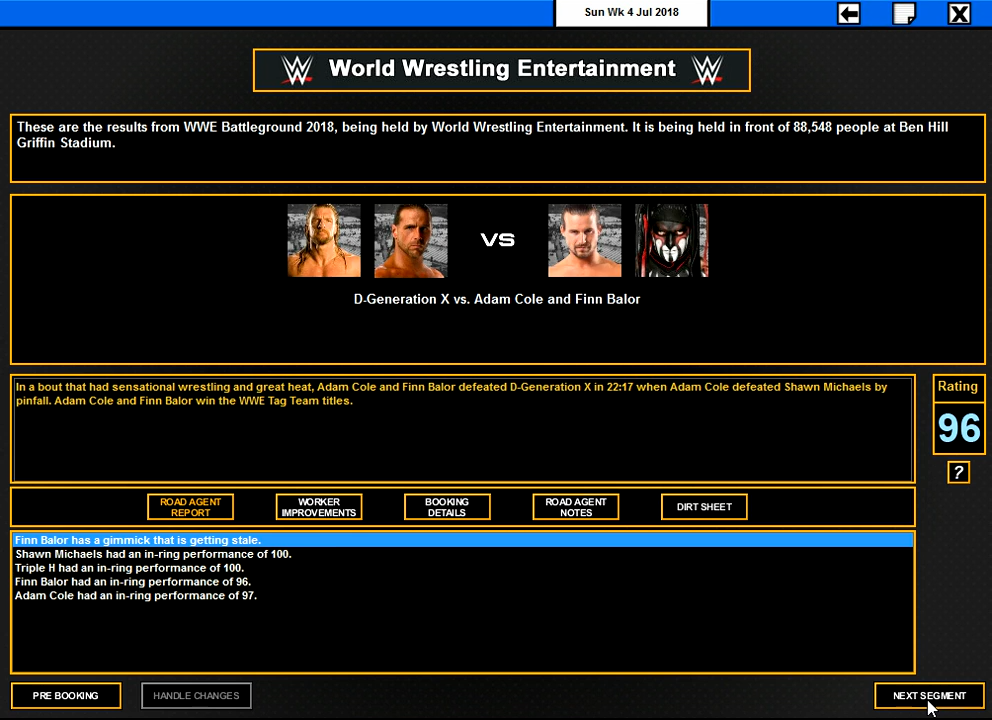 Sun Wk 4 Jul 2018
World Wrestling Entertainment
These are the results from WWE Battleground 2018, being held by World Wrestling Entertainment. It is being held in front of 88,548 people at Ben Hill
Griffin Stadium.
VS
D-Generation X vs. Adam Cole and Finn Balor
In a bout that had sensational wrestling and great heat, Adam Cole and Finn Balor defeated D-Generation X in 22:17 when Adam Cole defeated Shawn Michaels by
pinfall. Adam Cole and Finn Balor win the WWE Tag Team titles.
Rating
96
?
ROAD AGENT
REPORT
WORKER
IMPROVEMENTS
BOOKING
DETAILS
ROAD AGENT
NOTES
DIRT SHEET
Finn Balor has a gimmick that is getting stale.
Shawn Michaels had an in-ring performance of 100.
Triple H had an in-ring performance of 100.
Finn Balor had an in-ring performance of 96.
Adam Cole had an in-ring performance of 97.
PRE BOOKING
HANDLE CHANGES
NEXT SEGMENT